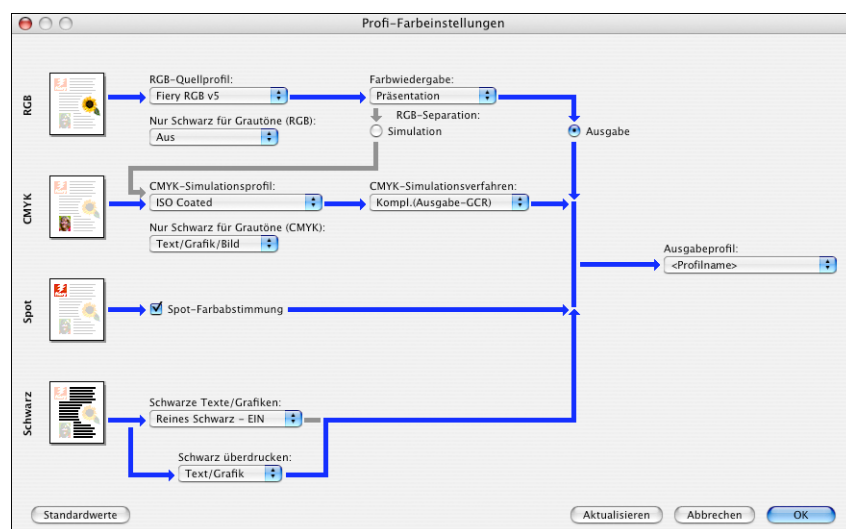 Profi-Farbeinstellungen
RGB
RGB-Quellprofil:
Fiery RGB v5
Farbwiedergabe:
Präsentation
Nur Schwarz für Grautöne (RGB):
Aus
RGB-Separation:
Simulation
Ausgabe
CMYK
CMYK-Simulationsprofil:
ISO Coated
CMYK-Simulationsverfahren:
Kompl.(Ausgabe-GCR)
Nur Schwarz für Grautöne (CMYK):
Text/Grafik/Bild
Ausgabeprofil:
<Profilname>
Spot
Spot-Farbabstimmung
Schwarz
Schwarze Texte/Grafiken:
Reines Schwarz – EIN
Schwarz überdrucken:
Text/Grafik
Standardwerte
Aktualisieren
Abbrechen
OK